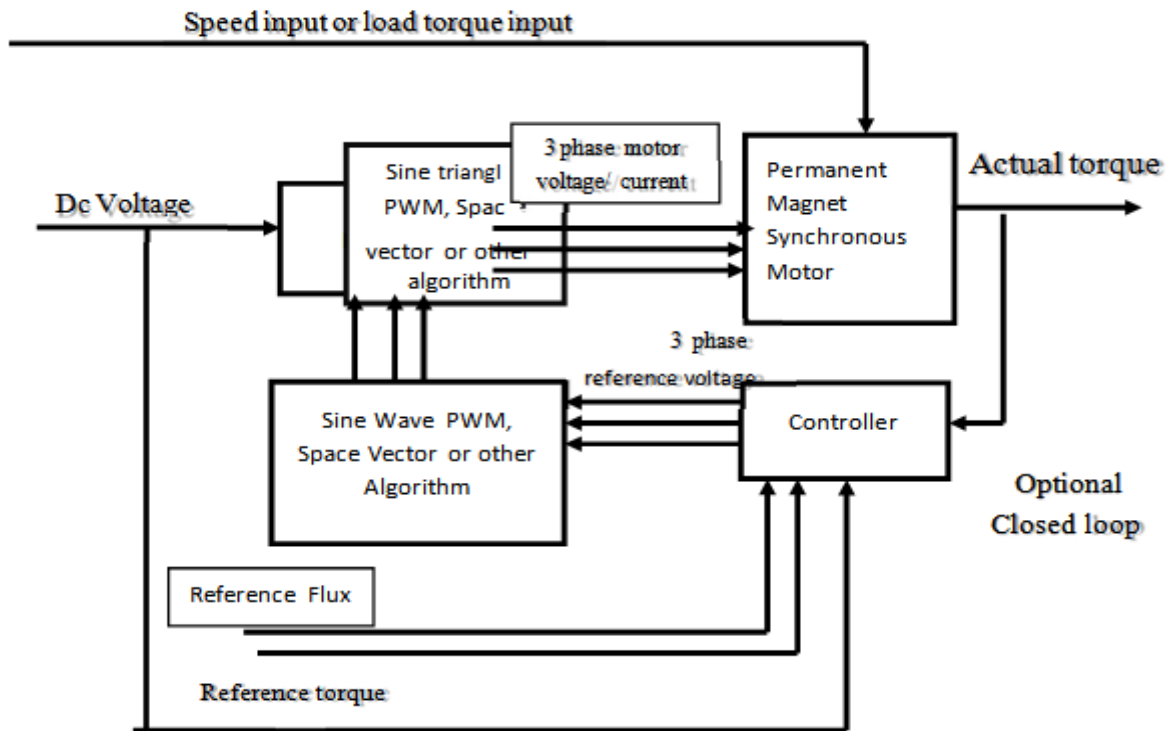 Speed input or load torque input
Dc Voltage
Sine triangl
PWM, Spac
vector or other
algorithm
3 phase motor
voltage/ current
Permanent
Magnet
Synchronous
Motor
Actual torque
3 phase
reference voltage
Sine Wave PWM,
Space Vector or other
Algorithm
Controller
Optional
Closed loop
Reference Flux
Reference torque